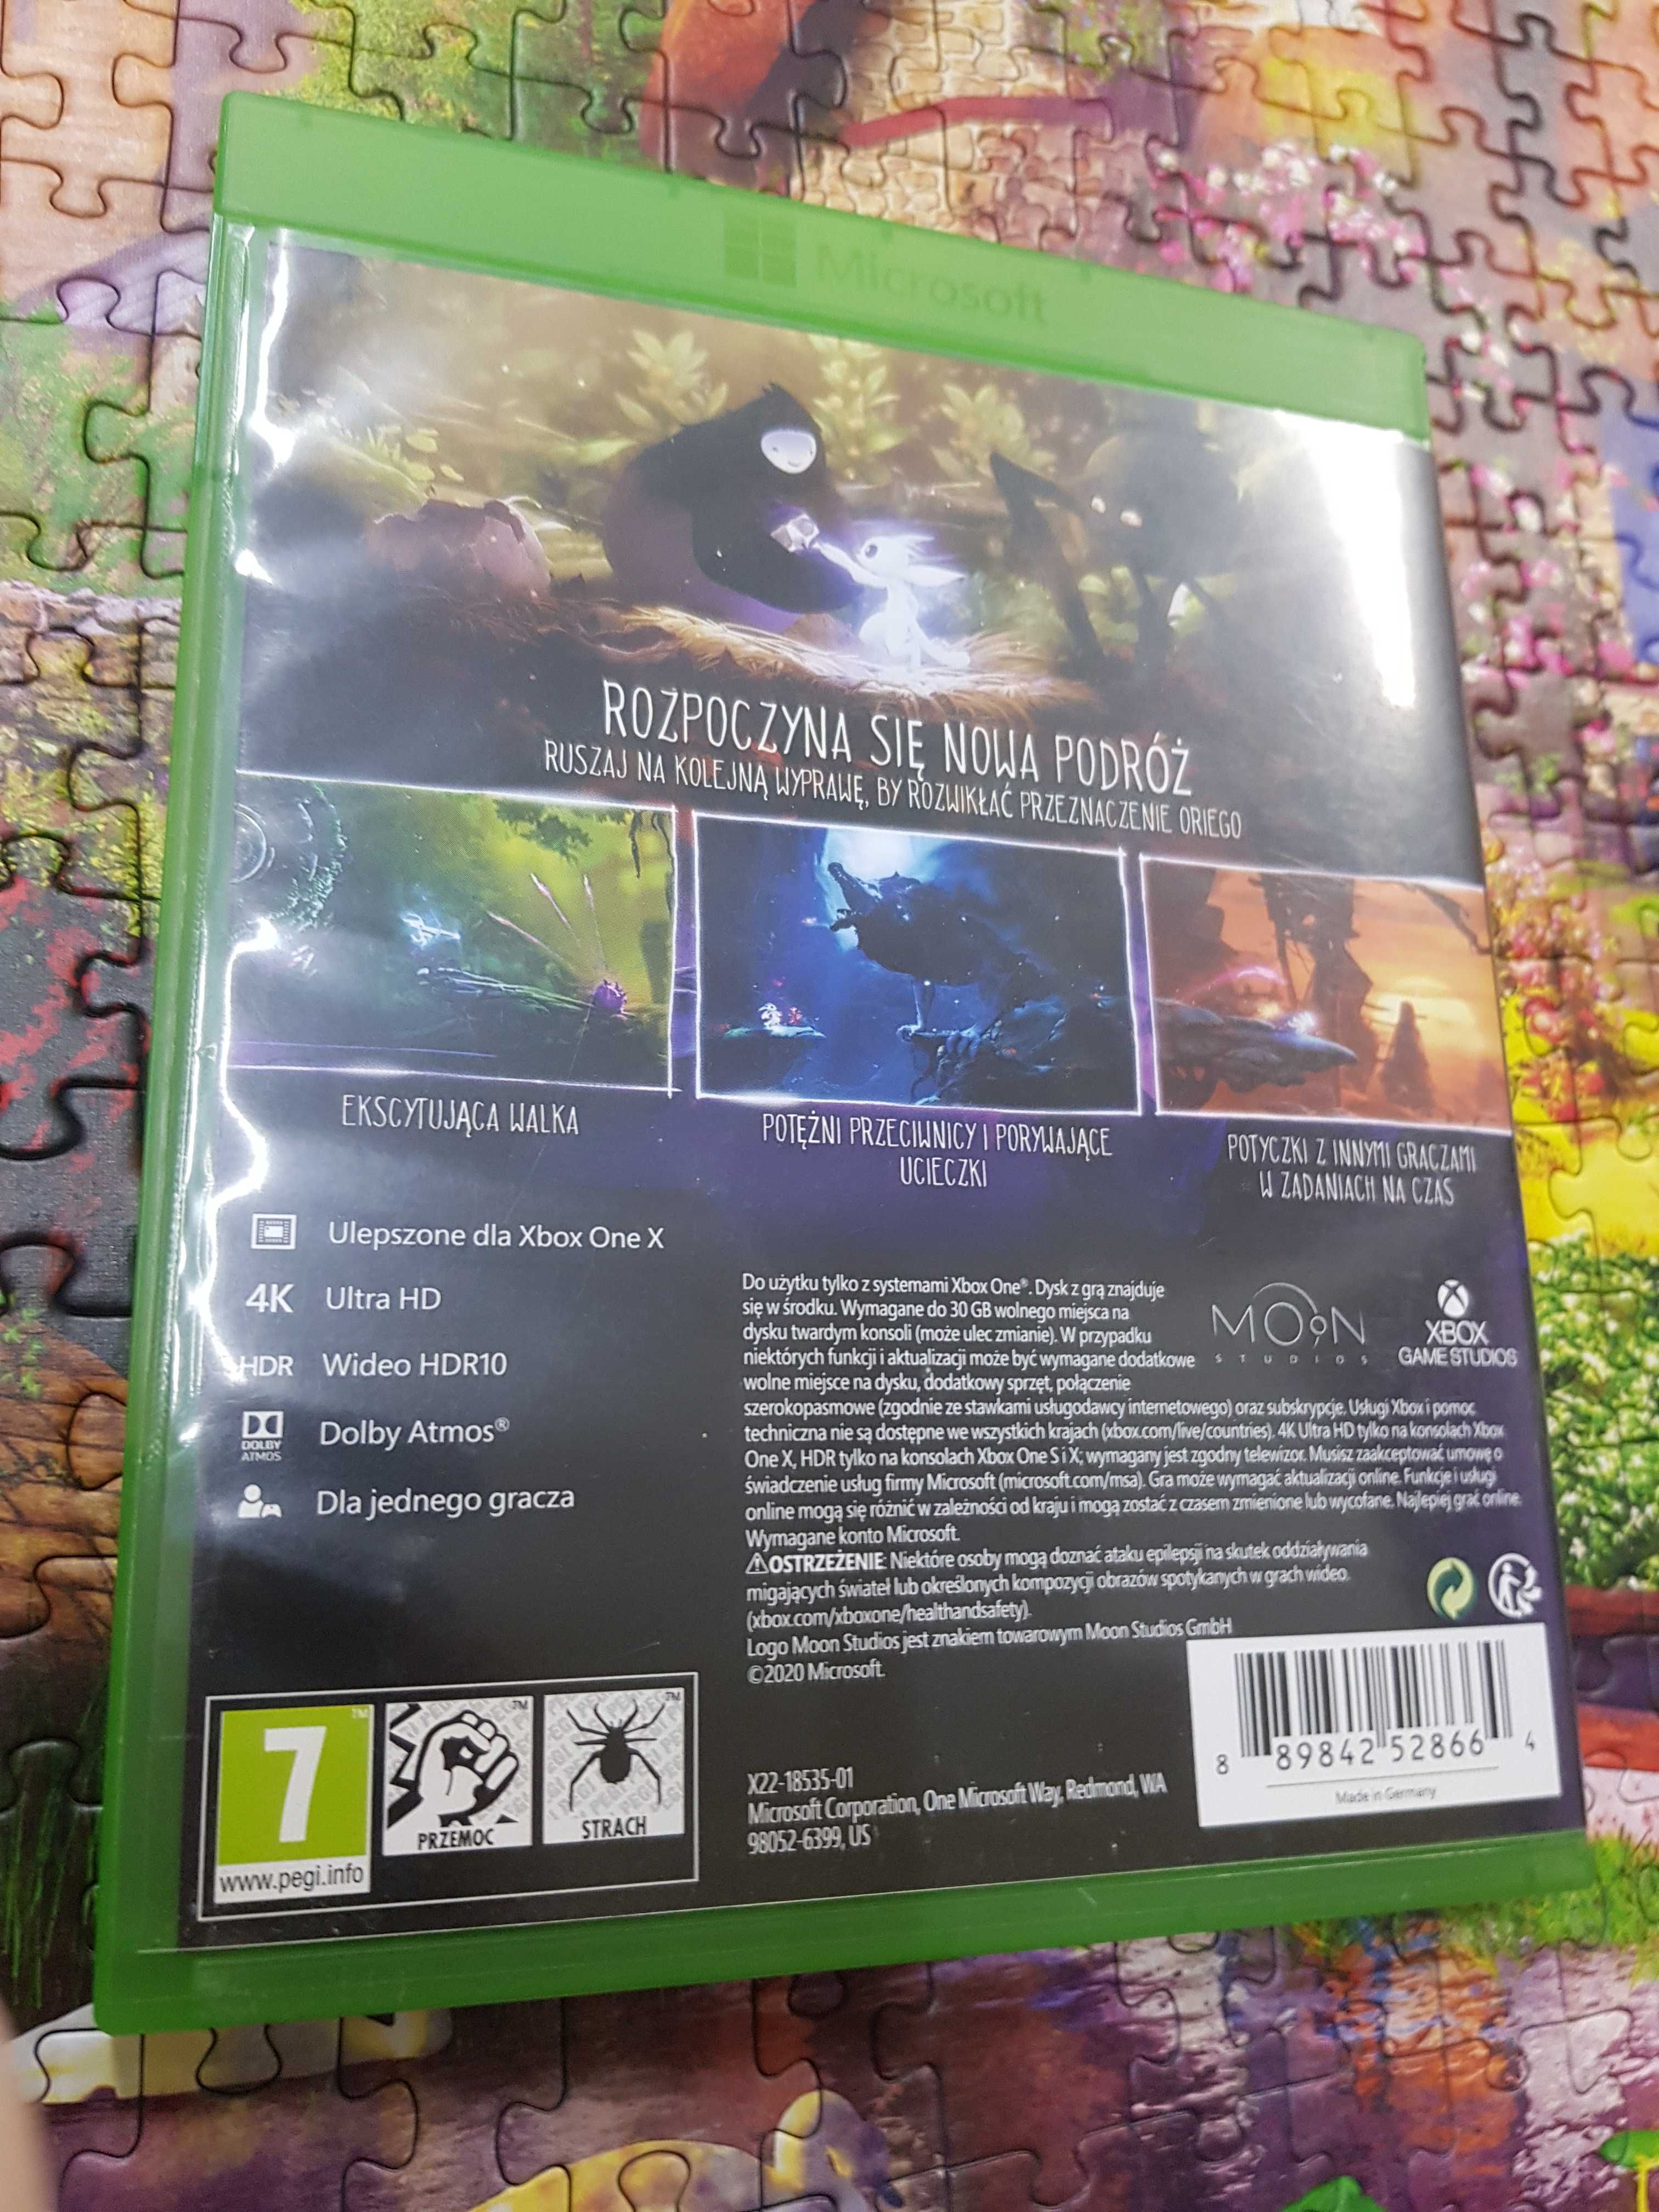 Microsoft
ROZPOCZYNA SIĘ NOWA PODRÓŻ
RUSZAJ NA KOLEJNĄ WYPRAWĘ, BY ROZWIKŁAĆ PRZEZNACZENIE ORIEGO
EKSCYTUJĄCA WALKA
POTĘŻNI PRZECIWNICY I PORYWAJĄCE
UCIECZKI
POTYCZKI Z INNYMI GRACZAMI
W ZADANIACH NA CZAS
Ulepszone dla Xbox One X
4K Ultra HD
HDR Wideo HDR10
DOLBY
ATMOS
Dolby Atmos®
Dla jednego gracza
Do użytku tylko z systemami Xbox One®. Dysk z grą znajduje
się w środku. Wymagane do 30 GB wolnego miejsca na
dysku twardym konsoli (może ulec zmianie). W przypadku
niektórych funkcji i aktualizacji może być wymagane dodatkowe
wolne miejsce na dysku, dodatkowy sprzęt, połączenie
szerokopasmowe (zgodnie ze stawkami usługodawcy internetowego) oraz subskrypcje. Usługi Xbox i pomoc
techniczna nie są dostępne we wszystkich krajach (xbox.com/live/countries). 4K Ultra HD tylko na konsolach Xbox
One X, HDR tylko na konsolach Xbox One S i X; wymagany jest zgodny telewizor. Musisz zaakceptować umowę o
świadczenie usług firmy Microsoft (microsoft.com/msa). Gra może wymagać aktualizacji online. Funkcje i usługi
online mogą się różnić w zależności od kraju i mogą zostać z czasem zmienione lub wycofane. Najlepiej grać online.
Wymagane konto Microsoft.
⚠OSTRZEŻENIE: Niektóre osoby mogą doznać ataku epilepsji na skutek oddziaływania
migających świateł lub określonych kompozycji obrazów spotykanych w grach wideo.
(xbox.com/xboxone/healthandsafety).
Logo Moon Studios jest znakiem towarowym Moon Studios GmbH
©2020 Microsoft.
MOON
STUDIOS
XBOX
GAME STUDIOS
X22-18535-01
Microsoft Corporation, One Microsoft Way, Redmond, WA
98052-6399, US
7™
www.pegi.info
PRZEMOC ™
STRACH ™
8 89842 52866 4
Made in Germany